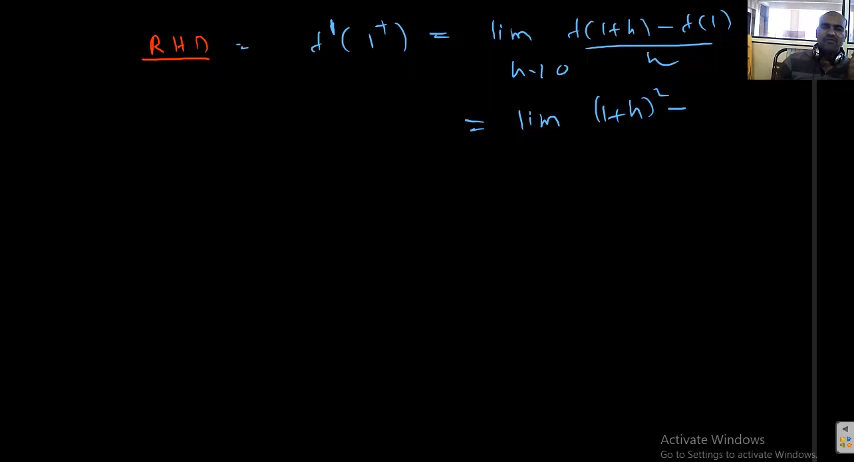 RHD = f'(1⁺) = lim f(1+h) - f(1)
h→0 h
= lim (1+h)² -
Activate Windows
Go to Settings to activate Windows.